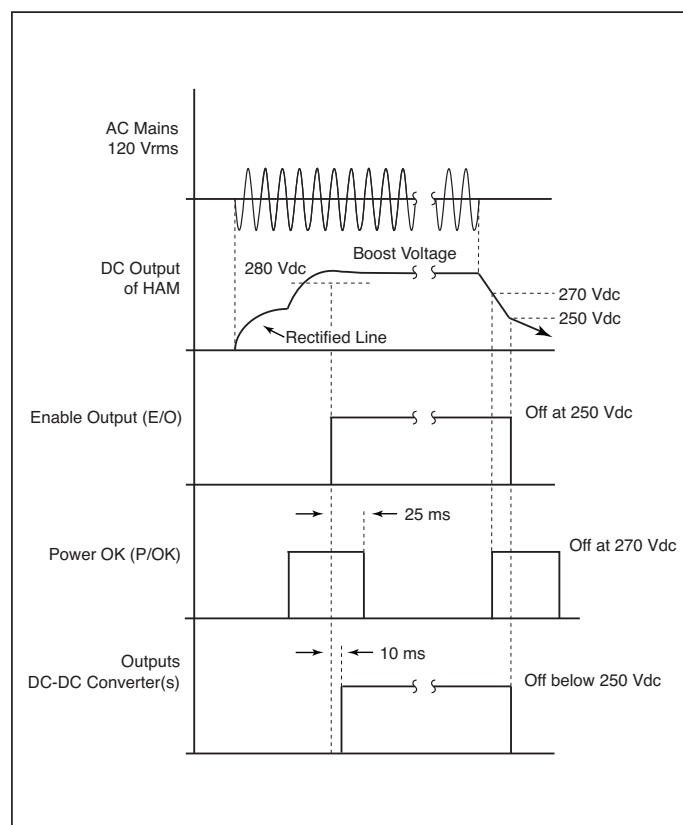 AC Mains
120 Vrms
Boost Voltage
DC Output
of HAM
280 Vdc
270 Vdc
250 Vdc
Rectified Line
Enable Output (E/O)
Off at 250 Vdc
25 ms
Power OK (P/OK)
Off at 270 Vdc
10 ms
Outputs
DC-DC Converter(s)
Off below 250 Vdc